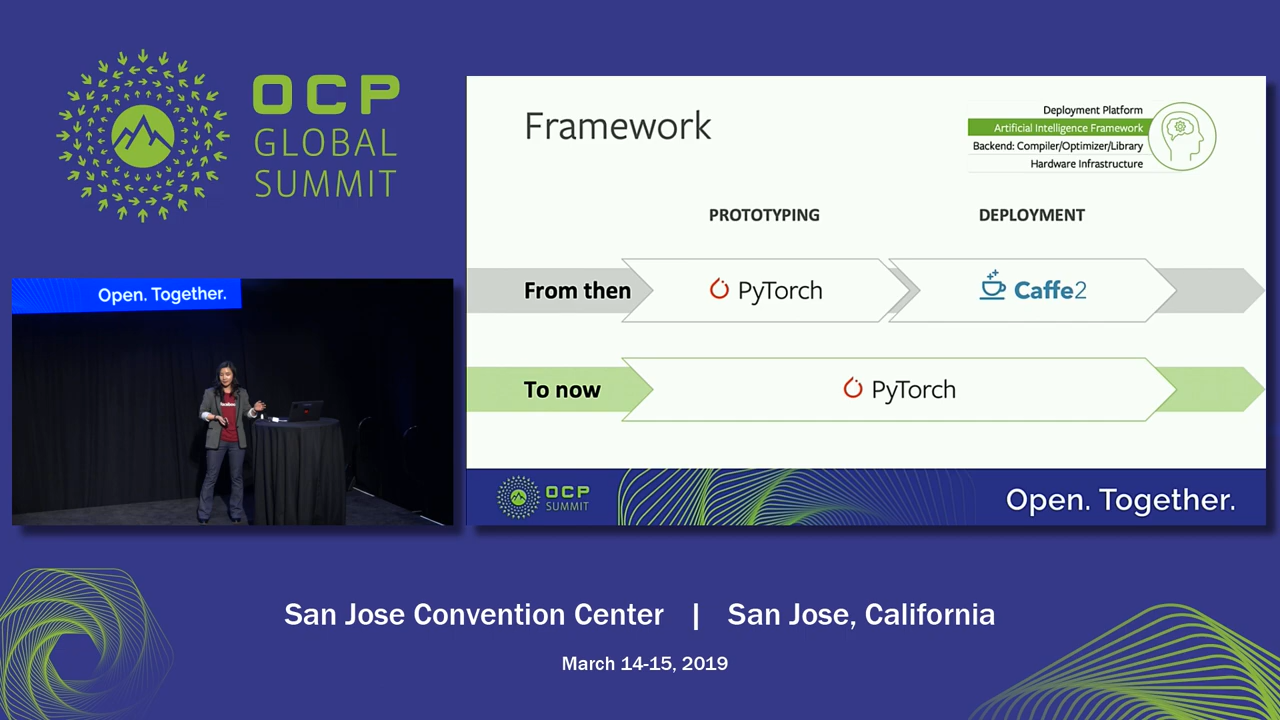 OCP
GLOBAL
SUMMIT
Open. Together.
Framework
Deployment Platform
Artificial Intelligence Framework
Backend: Compiler/Optimizer/Library
Hardware Infrastructure
PROTOTYPING
DEPLOYMENT
From then
PyTorch
Caffe2
To now
PyTorch
OCP
SUMMIT
Open. Together.
San Jose Convention Center | San Jose, California
March 14-15, 2019